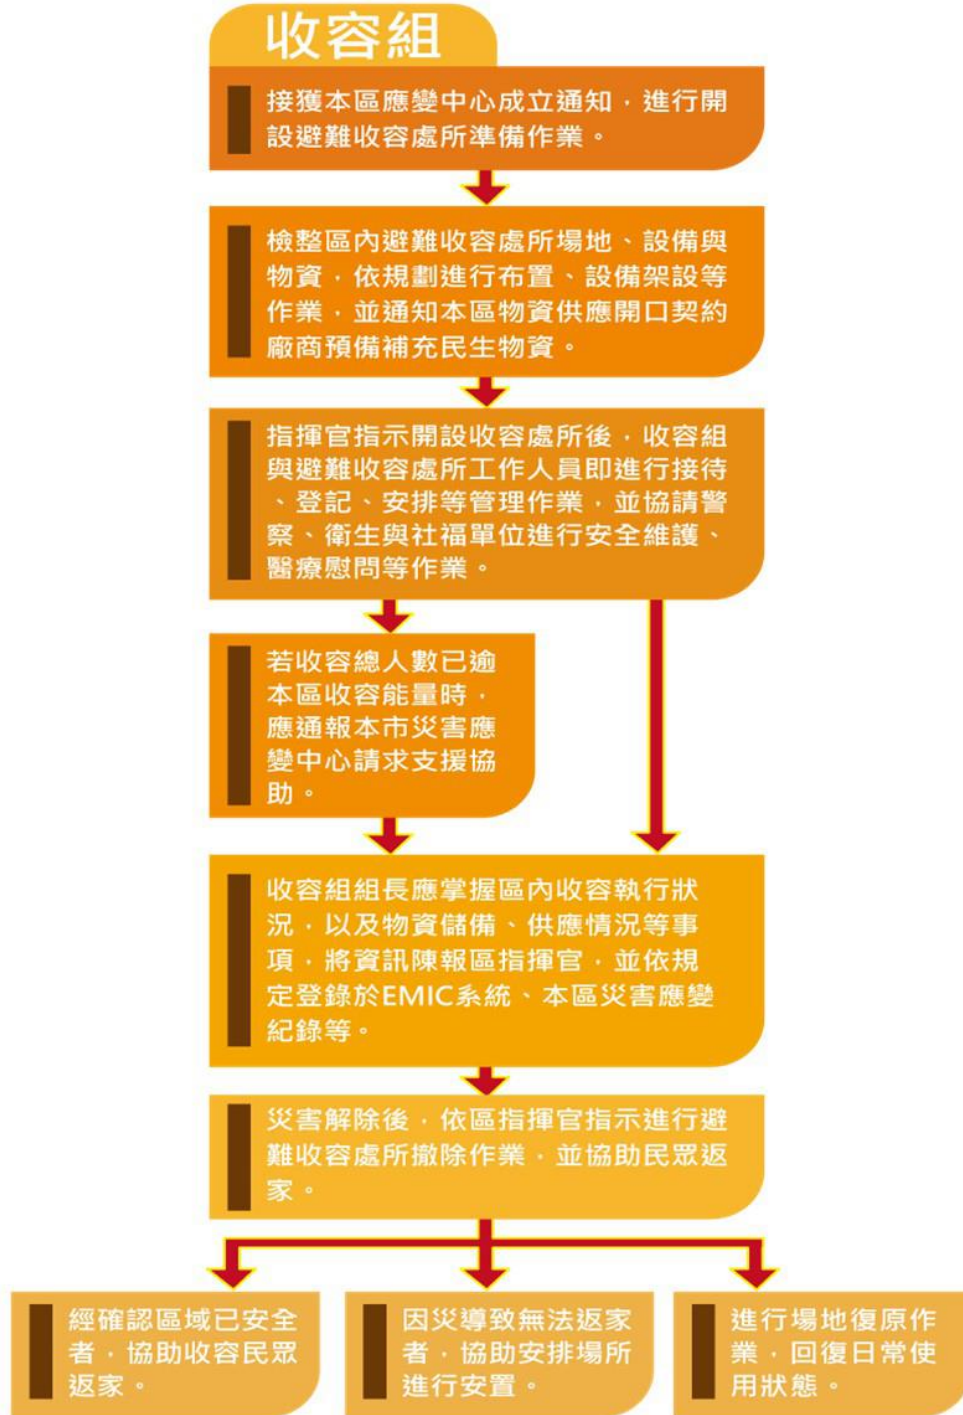 收容組
接獲本區應變中心成立通知，進行開
設避難收容處所準備作業。
檢整區內避難收容處所場地、設備與
物資，依規劃進行布置、設備架設等
作業，並通知本區物資供應開口契約
廠商預備補充民生物資。
指揮官指示開設收容處所後，收容組
與避難收容處所工作人員即進行接待
、登記、安排等管理作業，並協請警
察、衛生與社福單位進行安全維護、
醫療慰問等作業。
若收容總人數已逾
本區收容能量時，
應通報本市災害應
變中心請求支援協
助。
收容組組長應掌握區內收容執行狀
況，以及物資儲備、供應情況等事
項，將資訊陳報區指揮官，並依規
定登錄於EMIC系統、本區災害應變
紀錄等。
災害解除後，依區指揮官指示進行避
難收容處所撤除作業，並協助民眾返
家。
經確認區域已安全
者，協助收容民眾
返家。
因災導致無法返家
者，協助安排場所
進行安置。
進行場地復原作
業，回復日常使
用狀態。